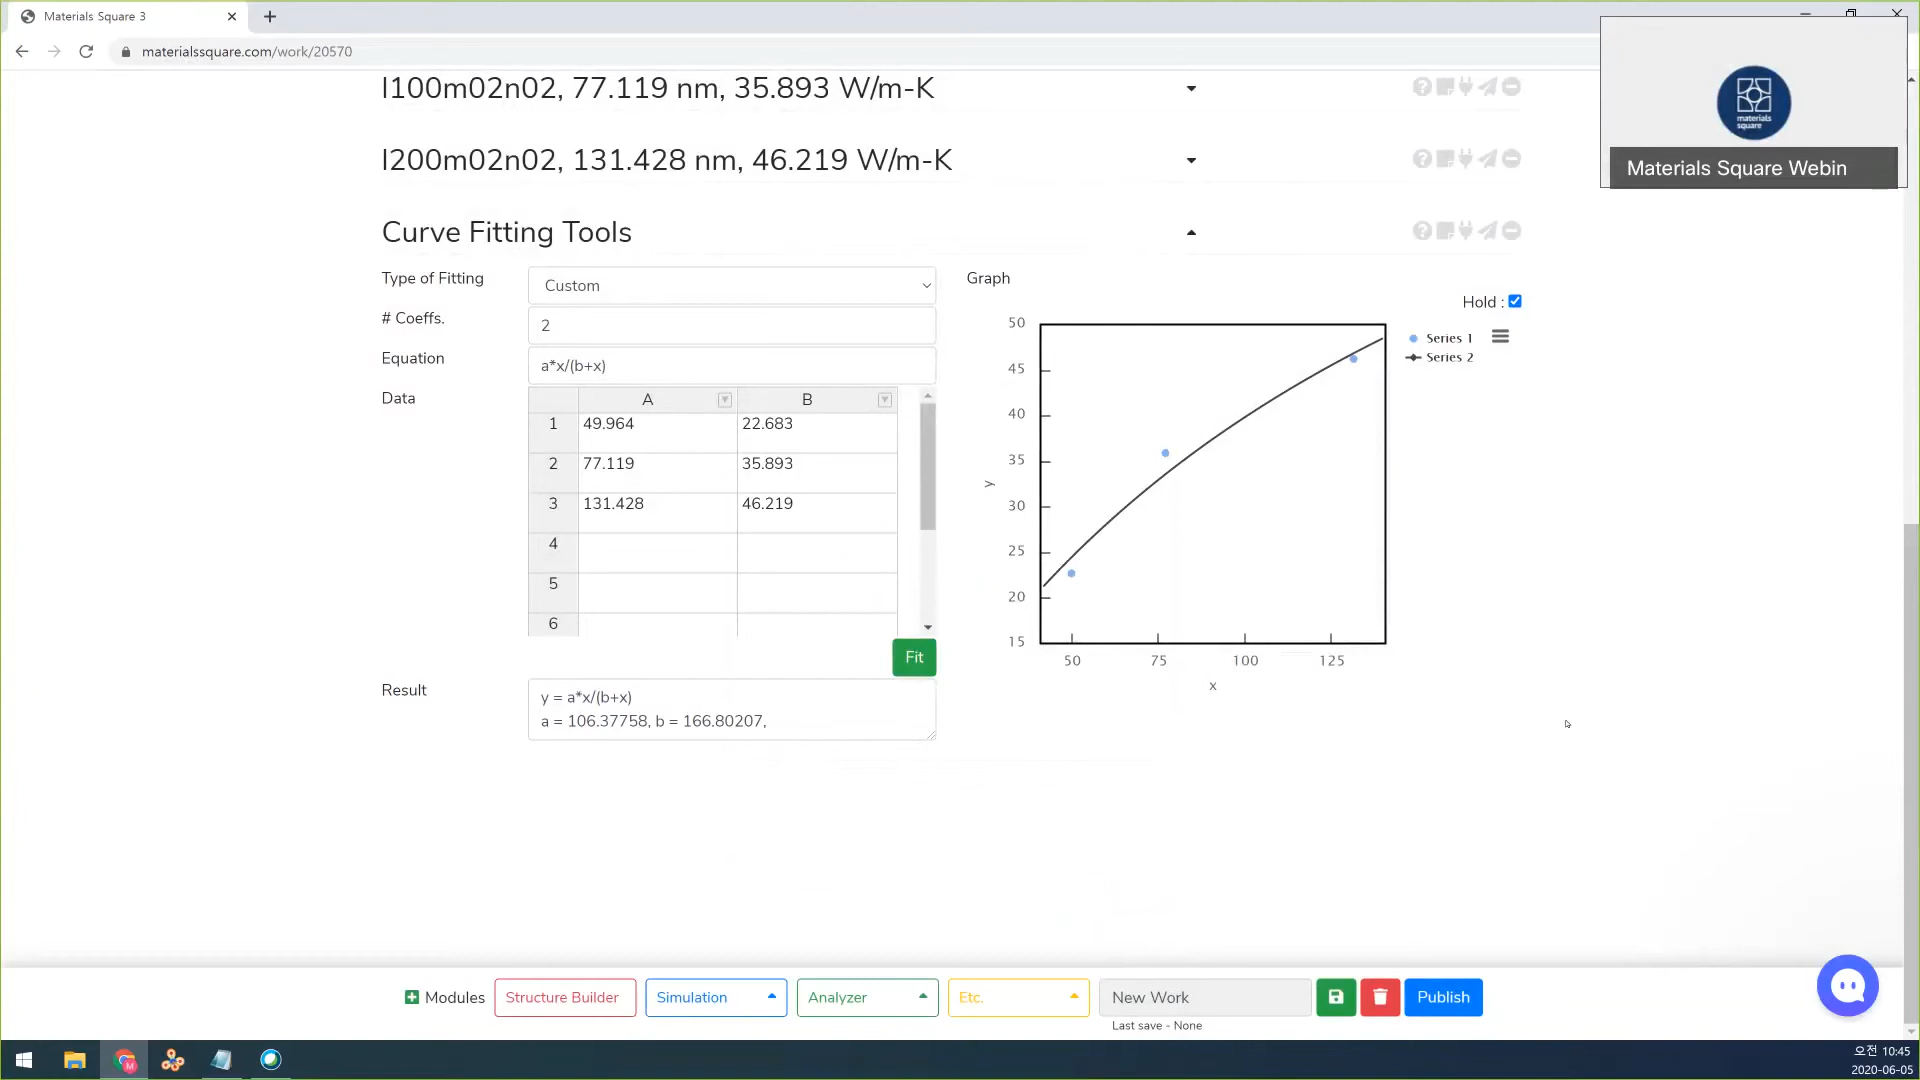 Materials Square 3
materialssquare.com/work/20570
materials
square
Materials Square Webin
l100m02n02, 77.119 nm, 35.893 W/m-K
l200m02n02, 131.428 nm, 46.219 W/m-K
Curve Fitting Tools
Type of Fitting
Custom
# Coeffs.
2
Equation
a*x/(b+x)
Data
A B
1 49.964 22.683
2 77.119 35.893
3 131.428 46.219
4
5
6
Fit
Result
y = a*x/(b+x)
a = 106.37758, b = 166.80207,
Graph
Hold :
Series 1
Series 2
50
45
40
35
30
25
20
15
y
50 75 100 125
x
Modules
Structure Builder
Simulation
Analyzer
Etc.
New Work
Last save - None
Publish
오전 10:45
2020-06-05